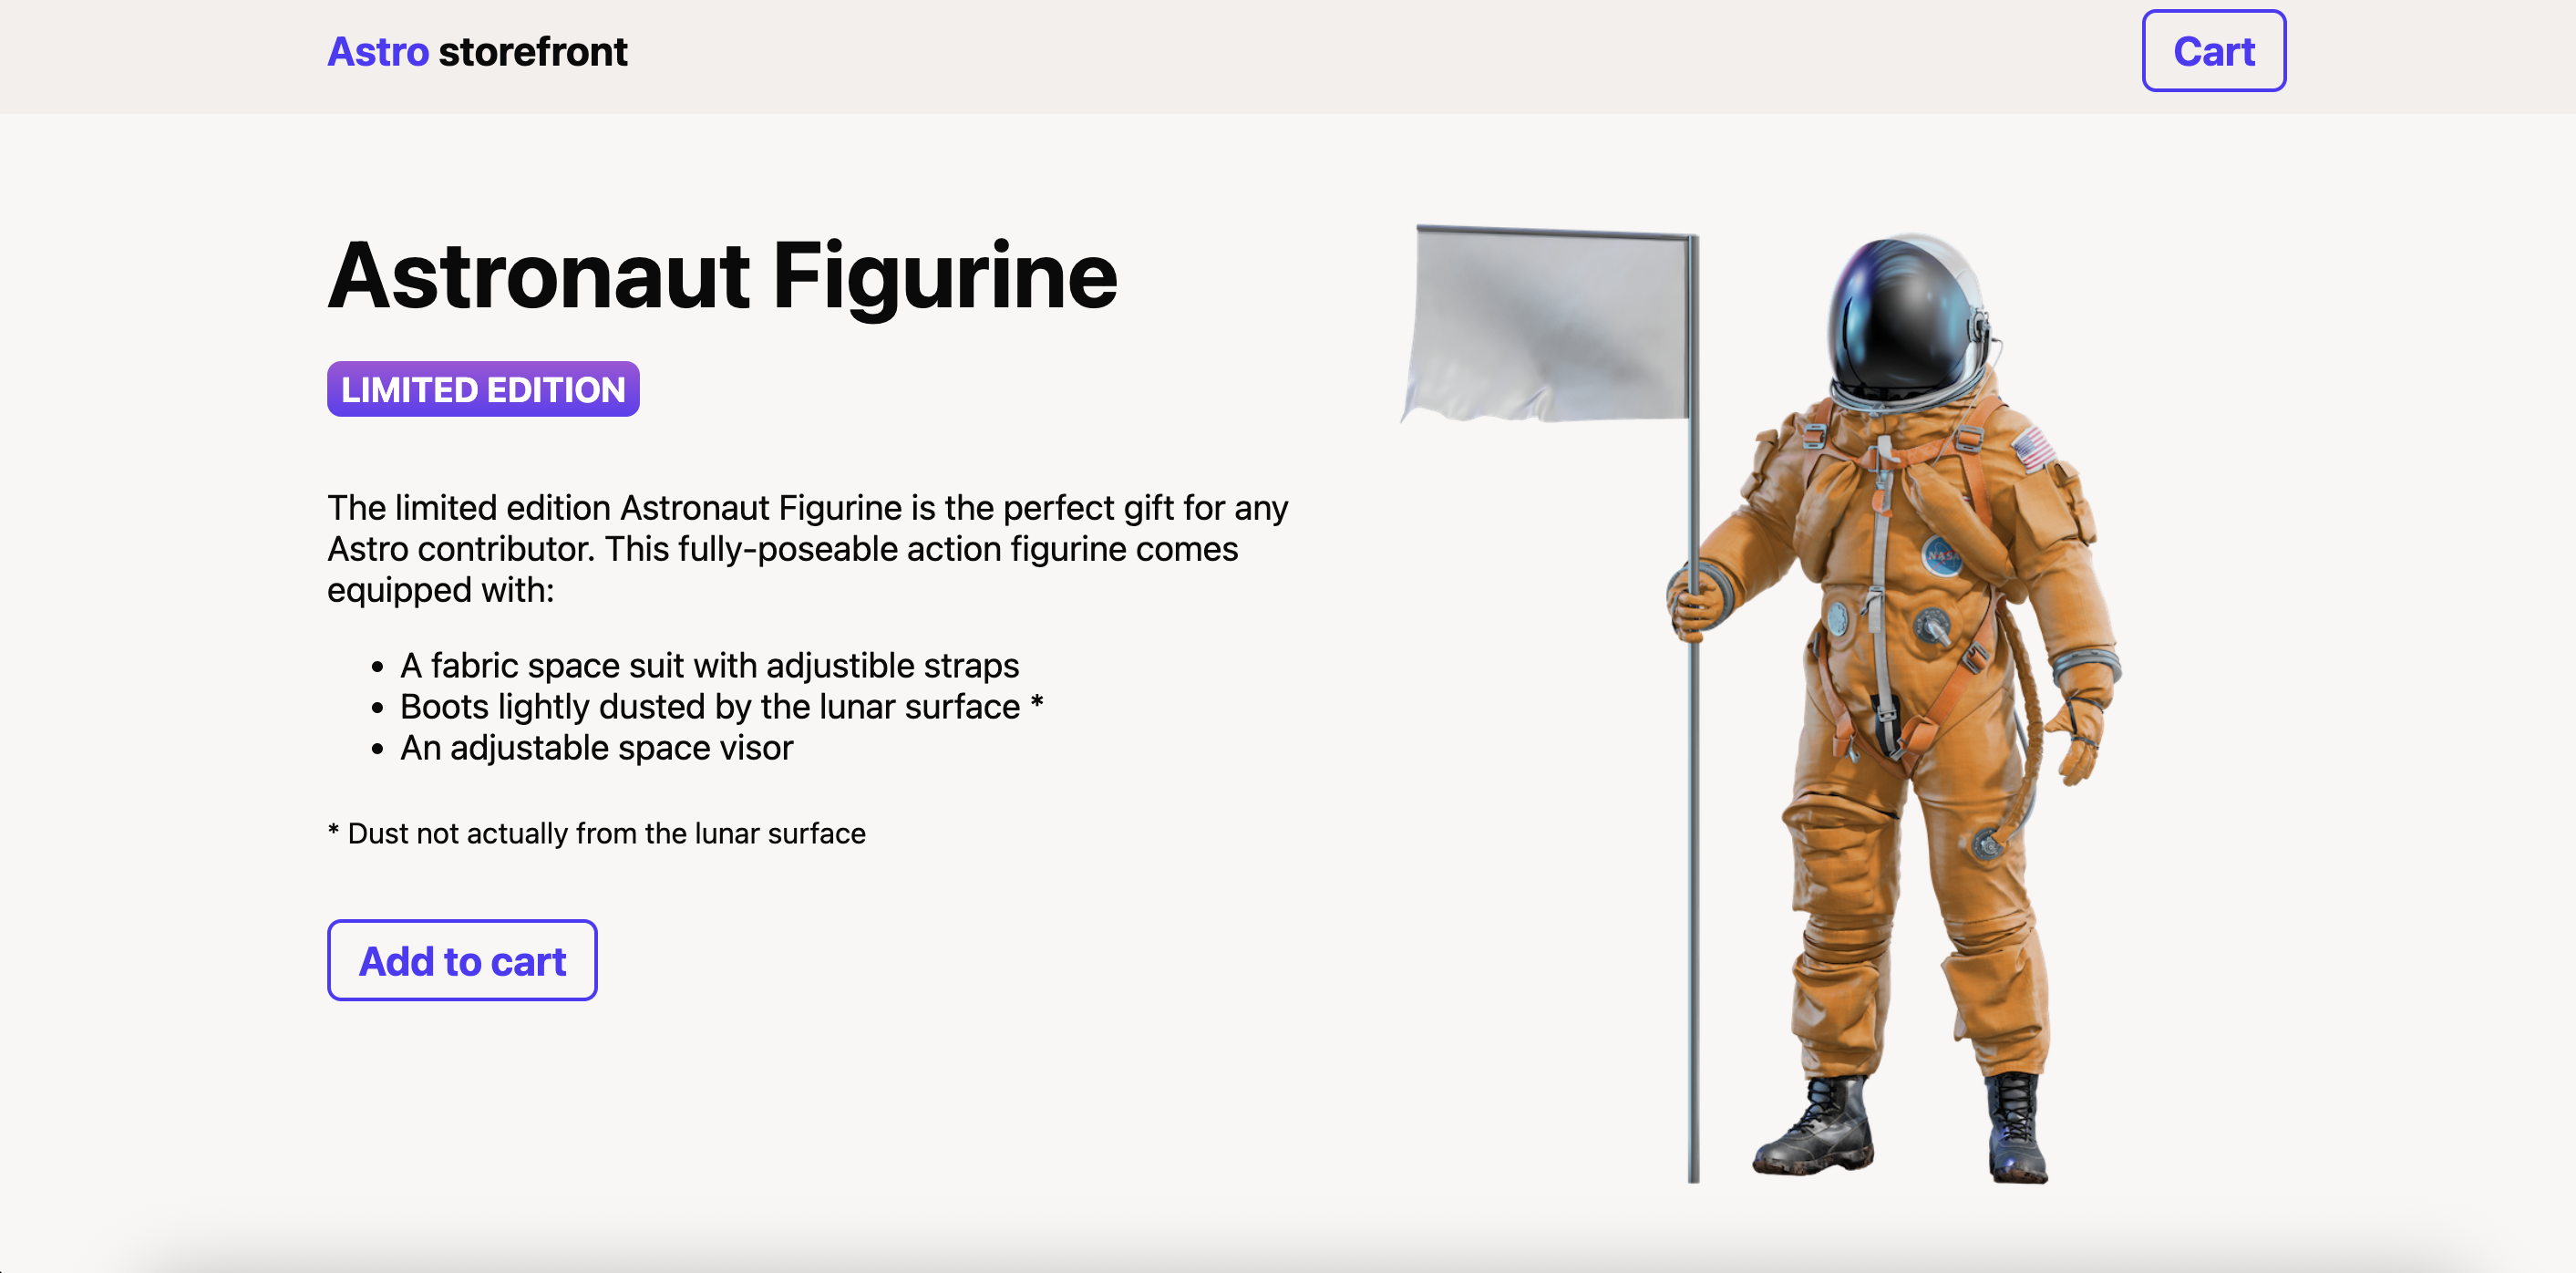 Astro storefront
Cart
Astronaut Figurine
LIMITED EDITION
The limited edition Astronaut Figurine is the perfect gift for any
Astro contributor. This fully-poseable action figurine comes
equipped with:
• A fabric space suit with adjustible straps
• Boots lightly dusted by the lunar surface *
• An adjustable space visor
* Dust not actually from the lunar surface
Add to cart
NASA